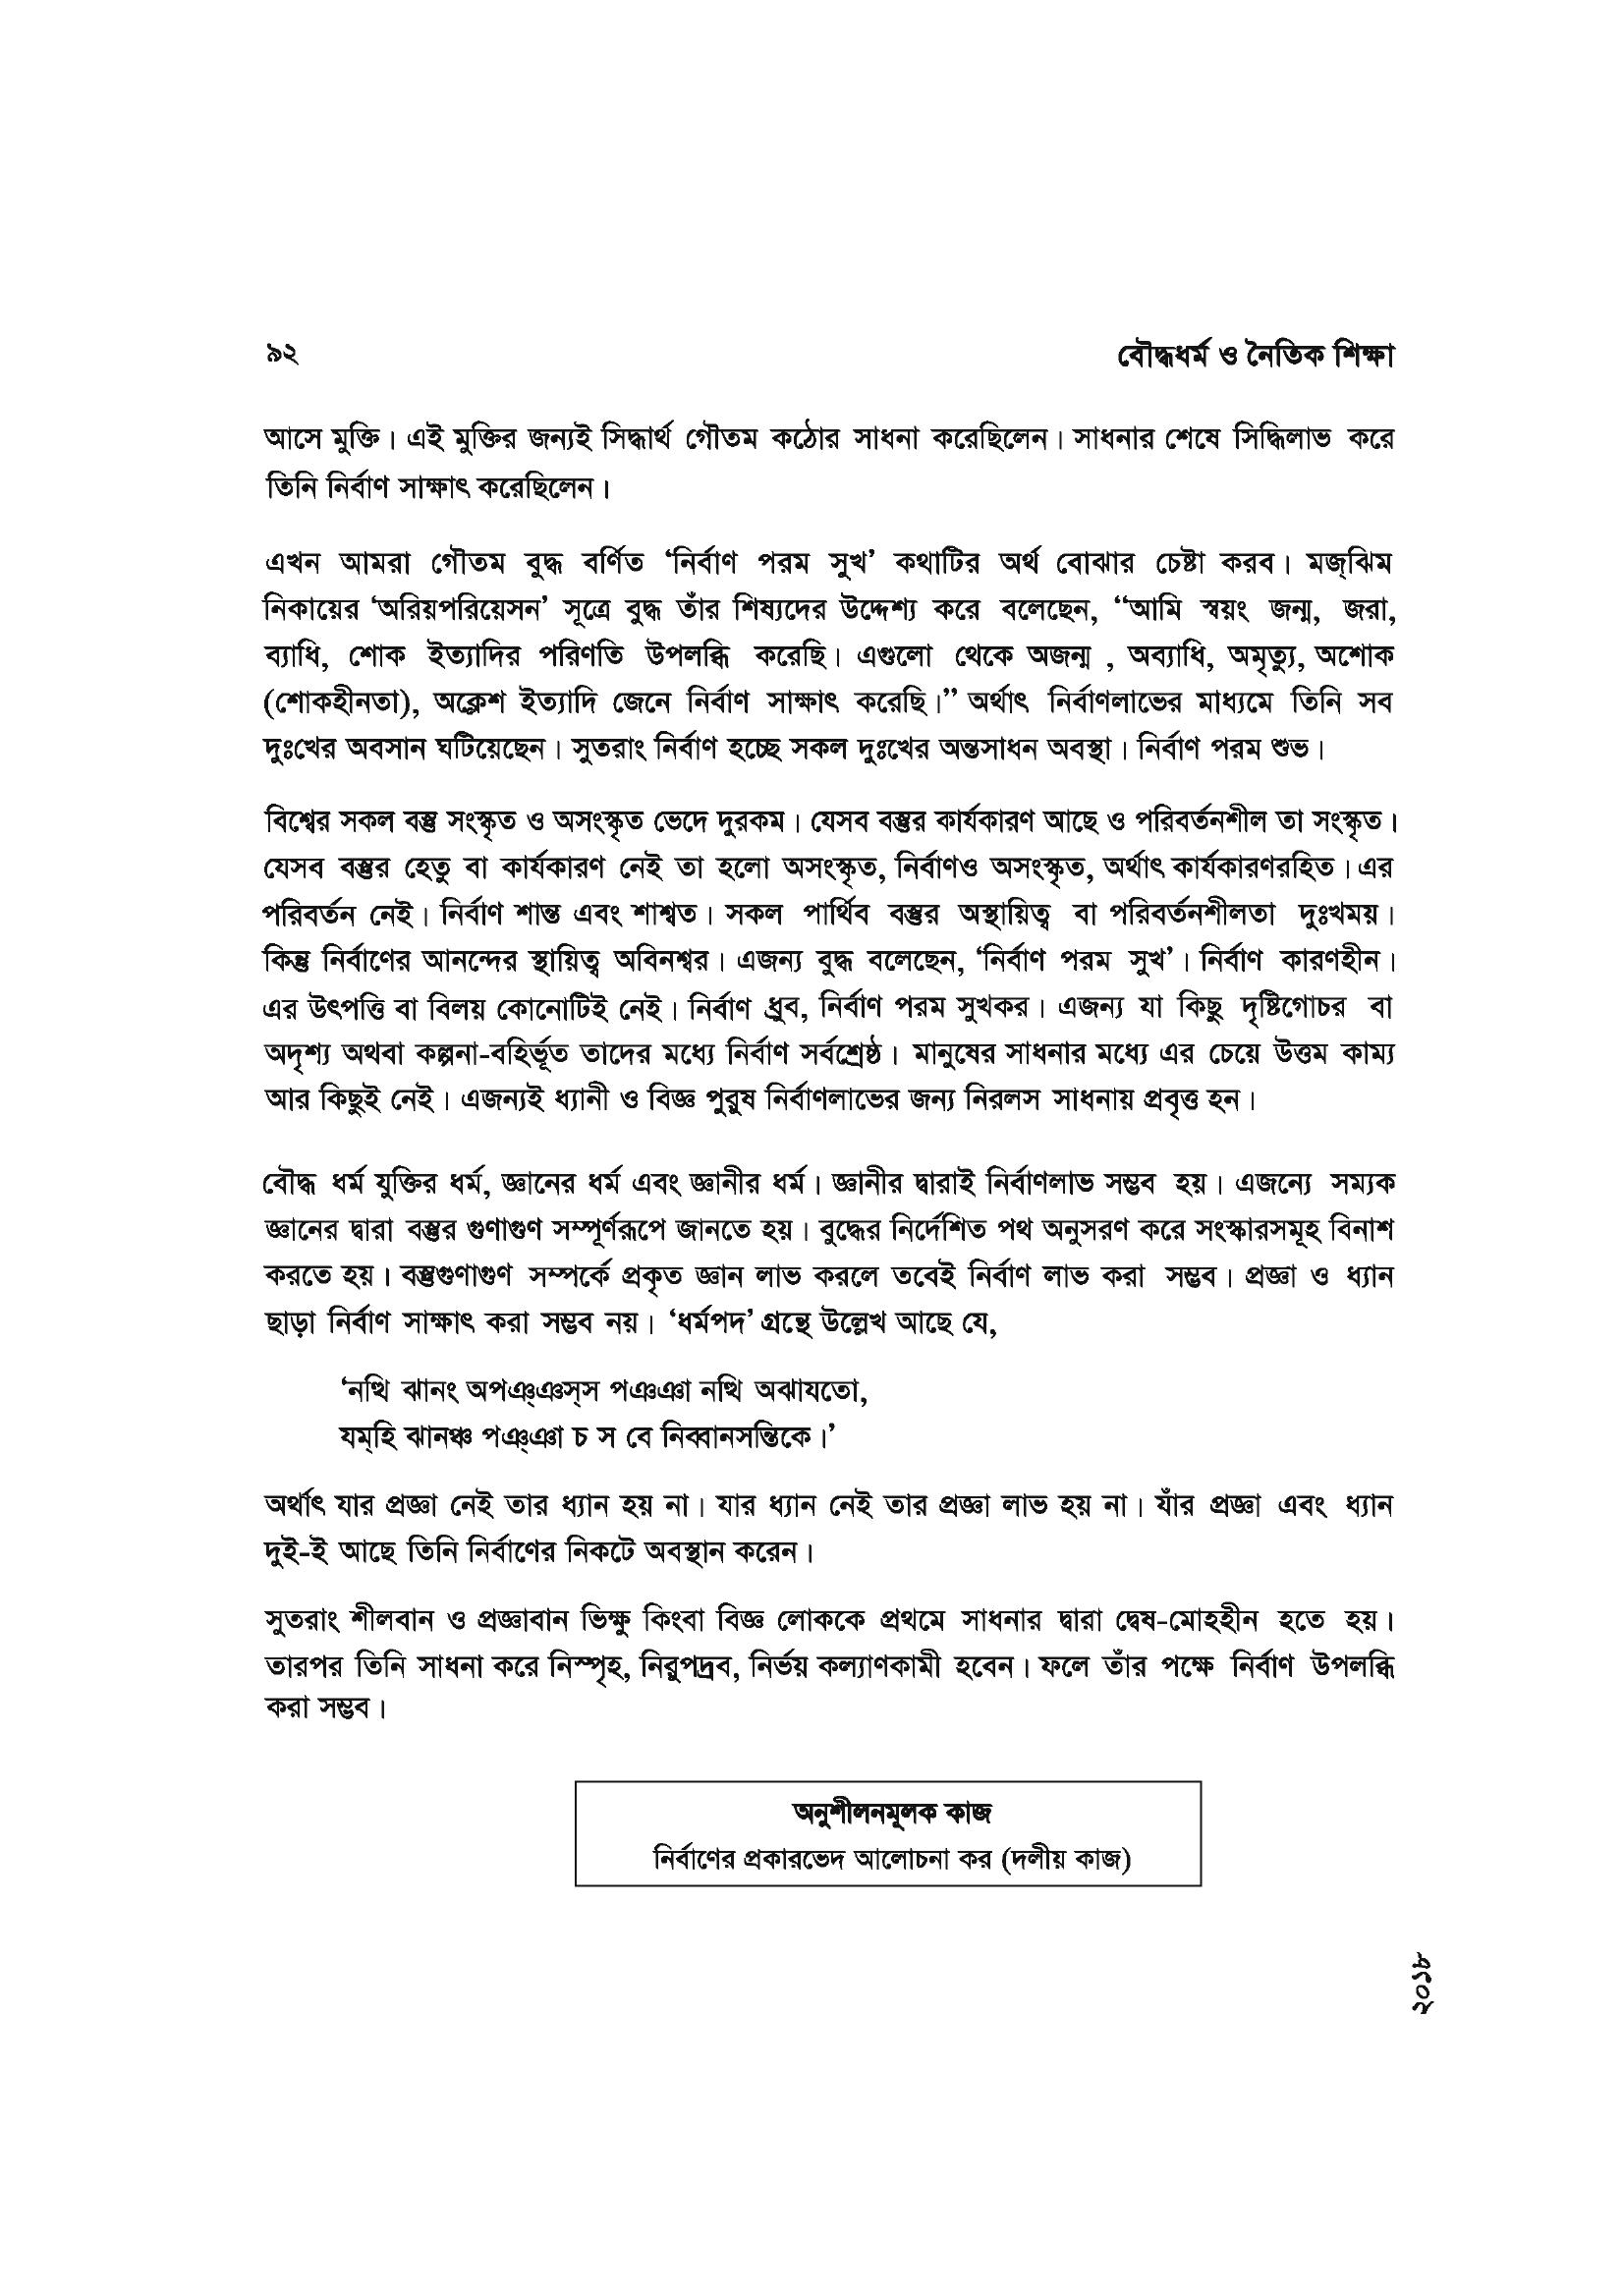 ৯২
বৌদ্ধধর্ম ও নৈতিক শিক্ষা
আসে মুক্তি। এই মুক্তির জন্যই সিদ্ধার্থ গৌতম কঠোর সাধনা করেছিলেন। সাধনার শেষে সিদ্ধিলাভ করে
তিনি নির্বাণ সাক্ষাৎ করেছিলেন।
এখন আমরা গৌতম বুদ্ধ বর্ণিত ‘নির্বাণ পরম সুখ’ কথাটির অর্থ বোঝার চেষ্টা করব। মজ্‌ঝিম
নিকায়ের ‘অরিয়পরিয়েসন’ সূত্রে বুদ্ধ তাঁর শিষ্যদের উদ্দেশ্য করে বলেছেন, “আমি স্বয়ং জন্ম, জরা,
ব্যাধি, শোক ইত্যাদির পরিণতি উপলব্ধি করেছি। এগুলো থেকে অজন্ম , অব্যাধি, অমৃত্যু, অশোক
(শোকহীনতা), অক্লেশ ইত্যাদি জেনে নির্বাণ সাক্ষাৎ করেছি।” অর্থাৎ নির্বাণলাভের মাধ্যমে তিনি সব
দুঃখের অবসান ঘটিয়েছেন। সুতরাং নির্বাণ হচ্ছে সকল দুঃখের অন্তসাধন অবস্থা। নির্বাণ পরম শুভ।
বিশ্বের সকল বস্তু সংস্কৃত ও অসংস্কৃত ভেদে দুরকম। যেসব বস্তুর কার্যকারণ আছে ও পরিবর্তনশীল তা সংস্কৃত।
যেসব বস্তুর হেতু বা কার্যকারণ নেই তা হলো অসংস্কৃত, নির্বাণও অসংস্কৃত, অর্থাৎ কার্যকারণরহিত। এর
পরিবর্তন নেই। নির্বাণ শান্ত এবং শাশ্বত। সকল পার্থিব বস্তুর অস্থায়িত্ব বা পরিবর্তনশীলতা দুঃখময়।
কিন্তু নির্বাণের আনন্দের স্থায়িত্ব অবিনশ্বর। এজন্য বুদ্ধ বলেছেন, ‘নির্বাণ পরম সুখ’। নির্বাণ কারণহীন।
এর উৎপত্তি বা বিলয় কোনোটিই নেই। নির্বাণ ধ্রুব, নির্বাণ পরম সুখকর। এজন্য যা কিছু দৃষ্টিগোচর বা
অদৃশ্য অথবা কল্পনা-বহির্ভূত তাদের মধ্যে নির্বাণ সর্বশ্রেষ্ঠ। মানুষের সাধনার মধ্যে এর চেয়ে উত্তম কাম্য
আর কিছুই নেই। এজন্যই ধ্যানী ও বিজ্ঞ পুরুষ নির্বাণলাভের জন্য নিরলস সাধনায় প্রবৃত্ত হন।
বৌদ্ধ ধর্ম যুক্তির ধর্ম, জ্ঞানের ধর্ম এবং জ্ঞানীর ধর্ম। জ্ঞানীর দ্বারাই নির্বাণলাভ সম্ভব হয়। এজন্যে সম্যক
জ্ঞানের দ্বারা বস্তুর গুণাগুণ সম্পূর্ণরূপে জানতে হয়। বুদ্ধের নির্দেশিত পথ অনুসরণ করে সংস্কারসমূহ বিনাশ
করতে হয়। বস্তুগুণাগুণ সম্পর্কে প্রকৃত জ্ঞান লাভ করলে তবেই নির্বাণ লাভ করা সম্ভব। প্রজ্ঞা ও ধ্যান
ছাড়া নির্বাণ সাক্ষাৎ করা সম্ভব নয়। ‘ধর্মপদ’ গ্রন্থে উল্লেখ আছে যে,
‘নত্থি ঝানং অপঞ্‌ঞস্‌স পঞঞা নত্থি অঝাযতো,
যম্‌হি ঝানঞ্চ পঞ্‌ঞা চ স বে নিব্বানসন্তিকে।’
অর্থাৎ যার প্রজ্ঞা নেই তার ধ্যান হয় না। যার ধ্যান নেই তার প্রজ্ঞা লাভ হয় না। যাঁর প্রজ্ঞা এবং ধ্যান
দুই-ই আছে তিনি নির্বাণের নিকটে অবস্থান করেন।
সুতরাং শীলবান ও প্রজ্ঞাবান ভিক্ষু কিংবা বিজ্ঞ লোককে প্রথমে সাধনার দ্বারা দ্বেষ-মোহহীন হতে হয়।
তারপর তিনি সাধনা করে নিস্পৃহ, নিরুপদ্রব, নির্ভয় কল্যাণকামী হবেন। ফলে তাঁর পক্ষে নির্বাণ উপলব্ধি
করা সম্ভব।
অনুশীলনমূলক কাজ
নির্বাণের প্রকারভেদ আলোচনা কর (দলীয় কাজ)
২০১৮